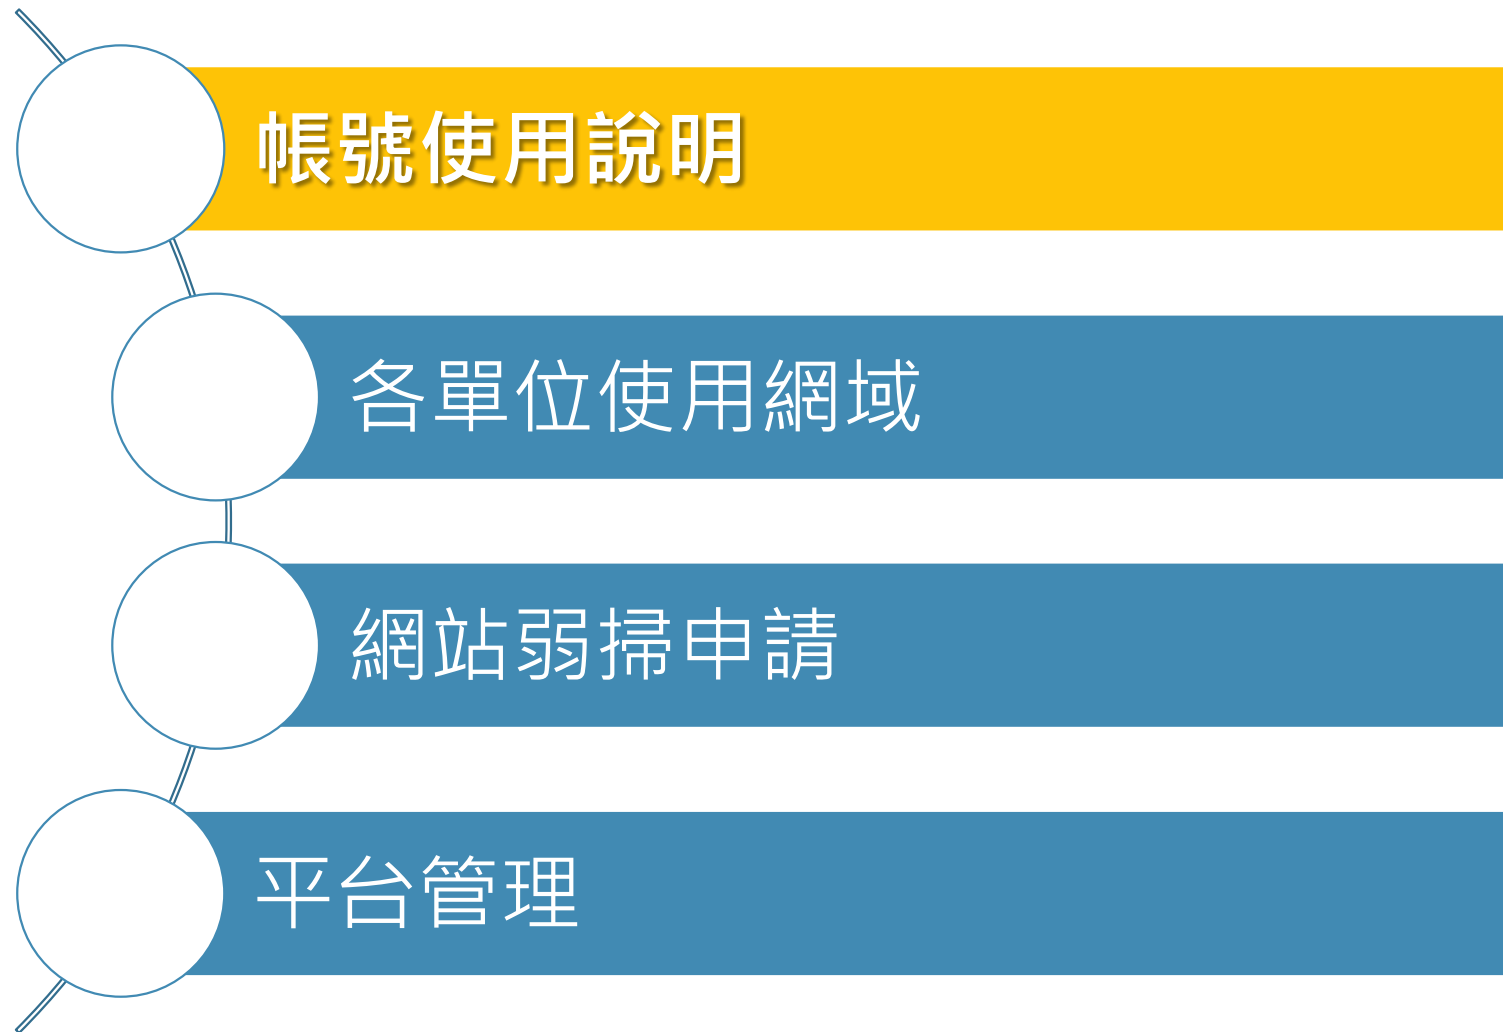 帳號使用說明
各單位使用網域
網站弱掃申請
平台管理